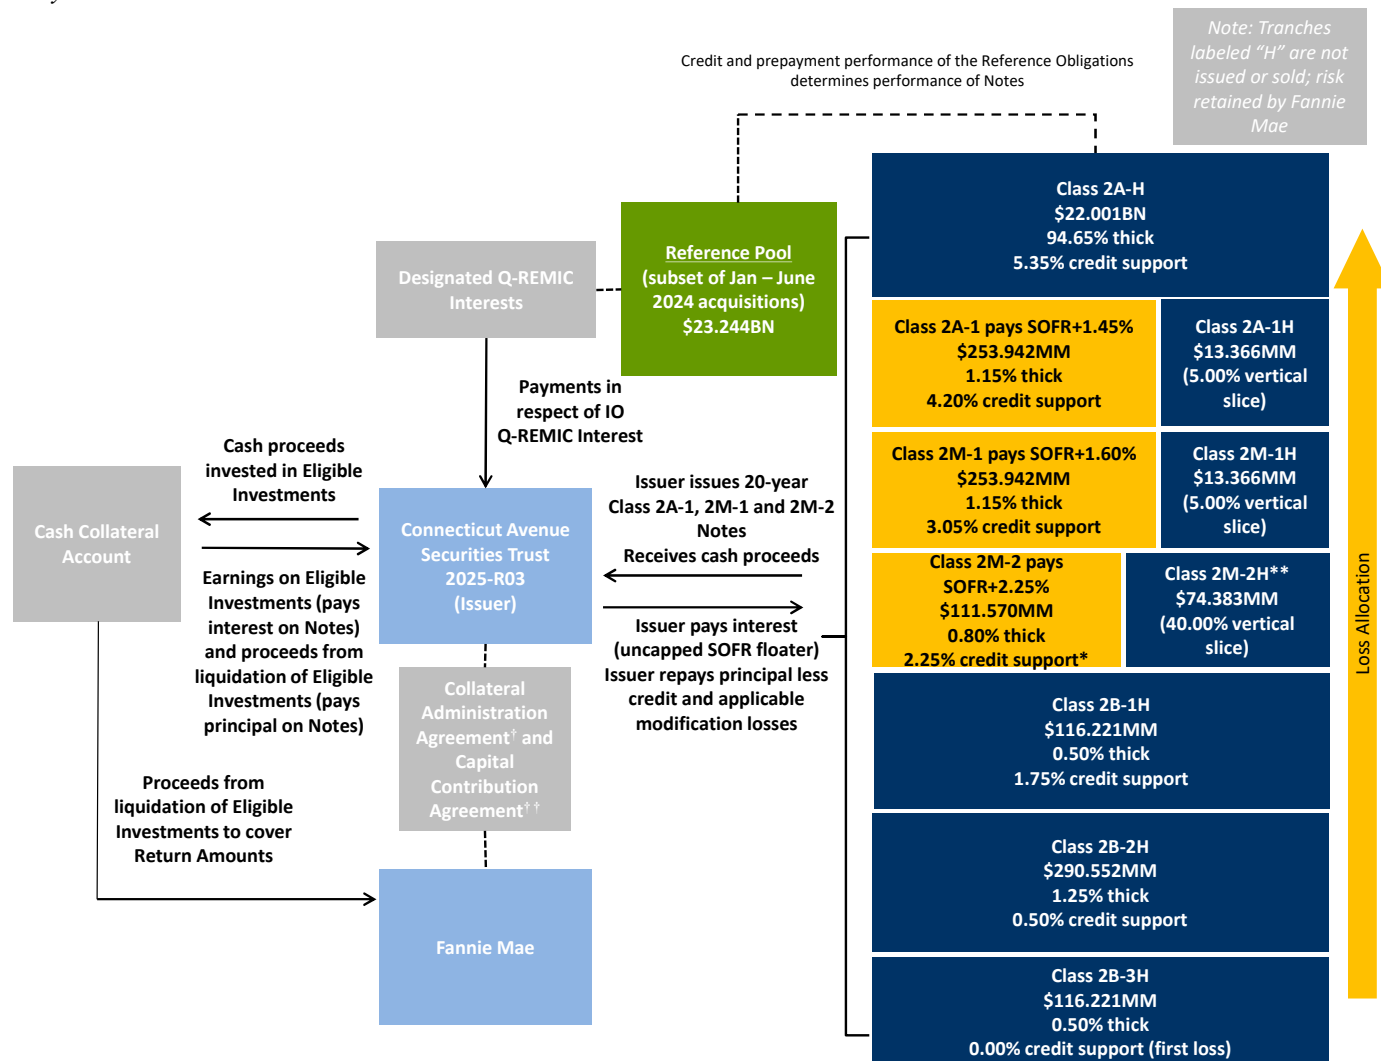 Note: Tranches
labeled “H” are not
issued or sold; risk
retained by Fannie
Mae
Credit and prepayment performance of the Reference Obligations
determines performance of Notes
Class 2A-H
$22.001BN
94.65% thick
5.35% credit support
Reference Pool
(subset of Jan – June
2024 acquisitions)
$23.244BN
Designated Q-REMIC
Interests
Class 2A-1 pays SOFR+1.45%
$253.942MM
1.15% thick
4.20% credit support
Class 2A-1H
$13.366MM
(5.00% vertical
slice)
Payments in
respect of IO
Q-REMIC Interest
Cash proceeds
invested in Eligible
Investments
Class 2M-1 pays SOFR+1.60%
$253.942MM
1.15% thick
3.05% credit support
Class 2M-1H
$13.366MM
(5.00% vertical
slice)
Cash Collateral
Account
Connecticut Avenue
Securities Trust
2025-R03
(Issuer)
Issuer issues 20-year
Class 2A-1, 2M-1 and 2M-2
Notes
Receives cash proceeds
Earnings on Eligible
Investments (pays
interest on Notes)
and proceeds from
liquidation of Eligible
Investments (pays
principal on Notes)
Issuer pays interest
(uncapped SOFR floater)
Issuer repays principal less
credit and applicable
modification losses
Class 2M-2 pays
SOFR+2.25%
$111.570MM
0.80% thick
2.25% credit support*
Class 2M-2H**
$74.383MM
(40.00% vertical
slice)
Loss Allocation
Collateral
Administration
Agreement† and
Capital
Contribution
Agreement††
Class 2B-1H
$116.221MM
0.50% thick
1.75% credit support
Proceeds from
liquidation of Eligible
Investments to cover
Return Amounts
Class 2B-2H
$290.552MM
1.25% thick
0.50% credit support
Fannie Mae
Class 2B-3H
$116.221MM
0.50% thick
0.00% credit support (first loss)